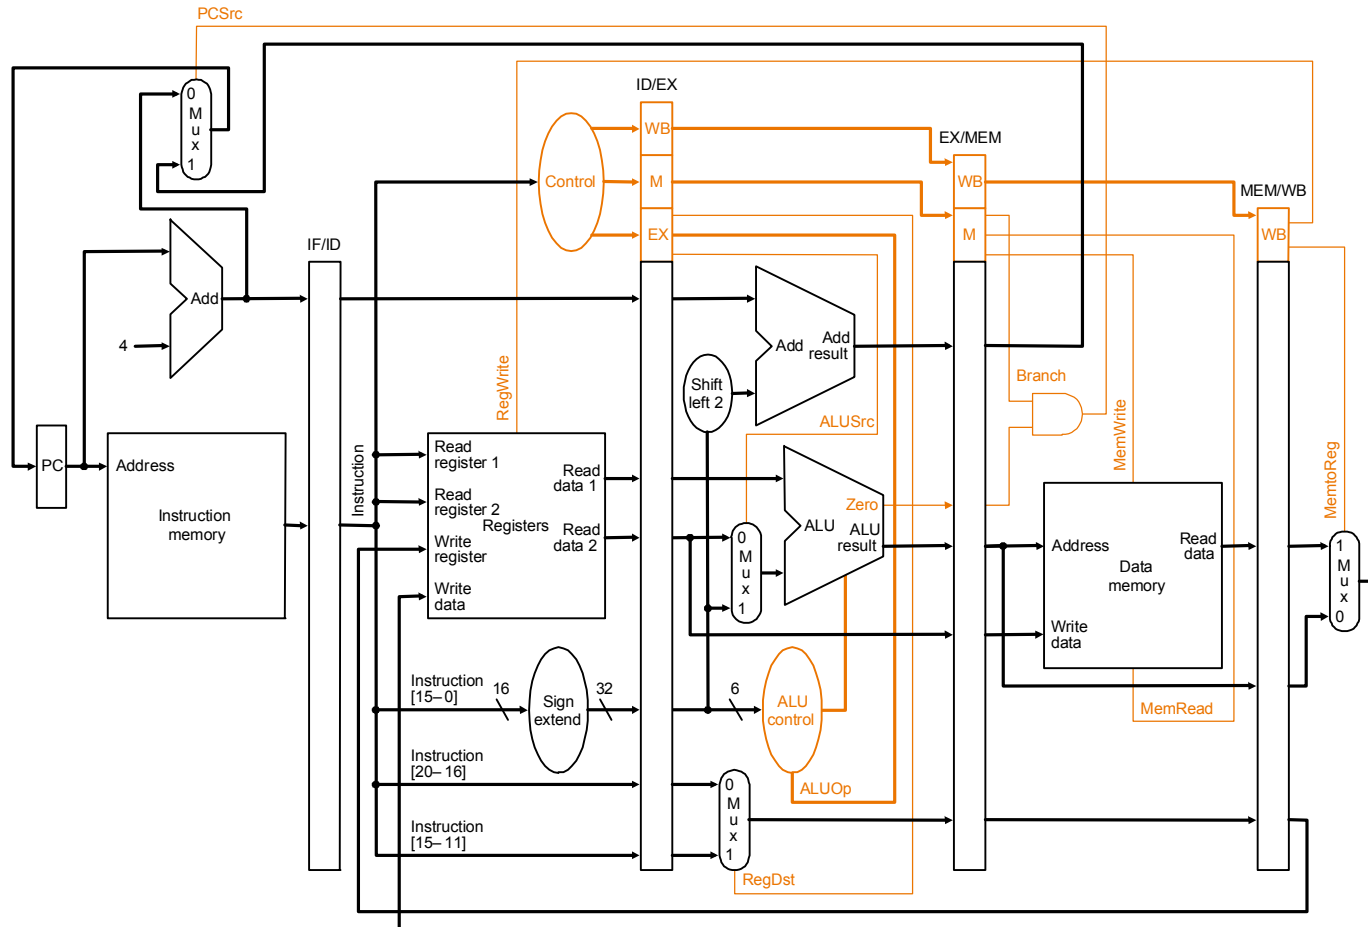 PCSrc
ID/EX
0
M
u
x
1
WB
EX/MEM
Control
M
WB
MEM/WB
IF/ID
EX
M
WB
Add
4
Add
Add
result
Shift
left 2
RegWrite
Branch
ALUSrc
MemWrite
MemtoReg
PC
Address
Instruction
memory
Instruction
Read
register 1
Read
register 2
Registers
Write
register
Write
data
Read
data 1
Read
data 2
0
M
u
x
1
Zero
ALU
ALU
result
Address
Read
data
Data
memory
Write
data
1
M
u
x
0
Instruction
[15– 0]
16
Sign
extend
32
6
ALU
control
MemRead
Instruction
[20– 16]
0
M
u
x
1
ALUOp
Instruction
[15– 11]
RegDst